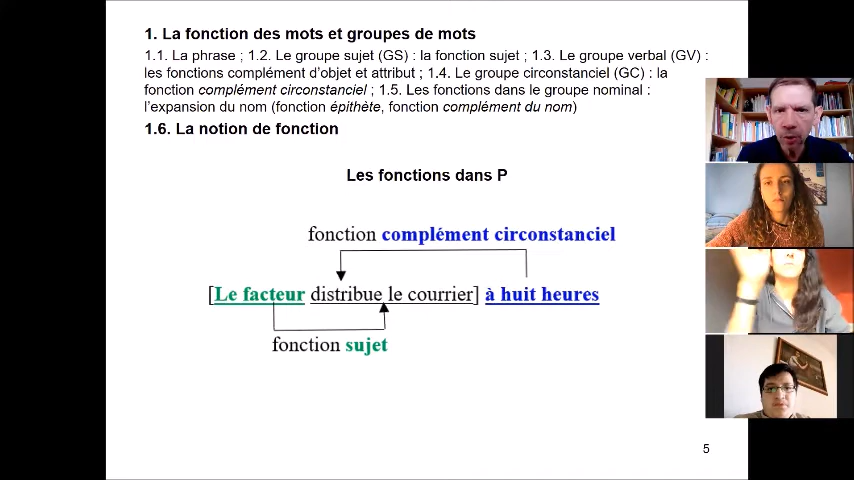 1. La fonction des mots et groupes de mots
1.1. La phrase ; 1.2. Le groupe sujet (GS) : la fonction sujet ; 1.3. Le groupe verbal (GV) :
les fonctions complément d'objet et attribut ; 1.4. Le groupe circonstanciel (GC) : la
fonction complément circonstanciel ; 1.5. Les fonctions dans le groupe nominal :
l'expansion du nom (fonction épithète, fonction complément du nom)
1.6. La notion de fonction
Les fonctions dans P
fonction complément circonstanciel
[Le facteur distribue le courrier] à huit heures
fonction sujet
5